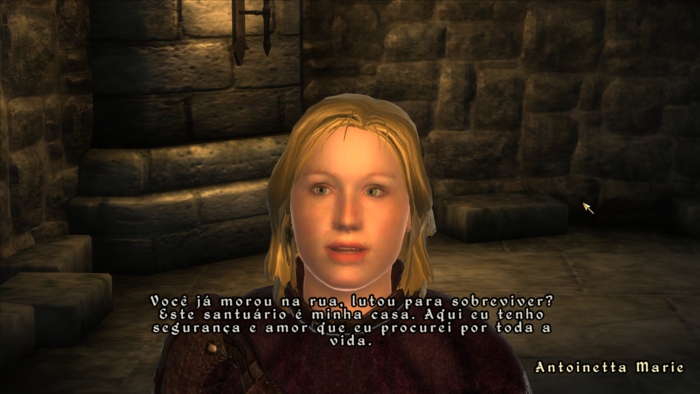 Você já morou na rua, lutou para sobreviver?
Este santuário é minha casa. Aqui eu tenho
segurança e amor que eu procurei por toda a
vida.
Antoinetta Marie